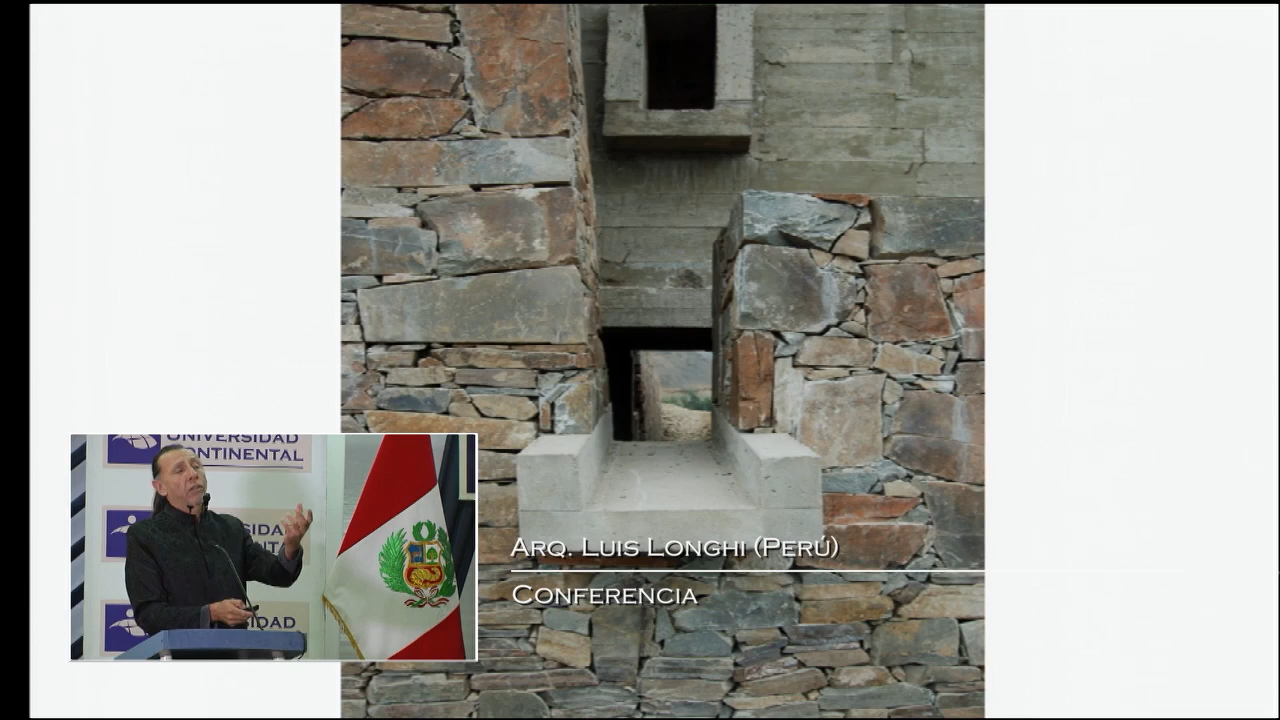 UNIVERSIDAD
CONTINENTAL
ARQ. LUIS LONGHI (PERÚ)
CONFERENCIA